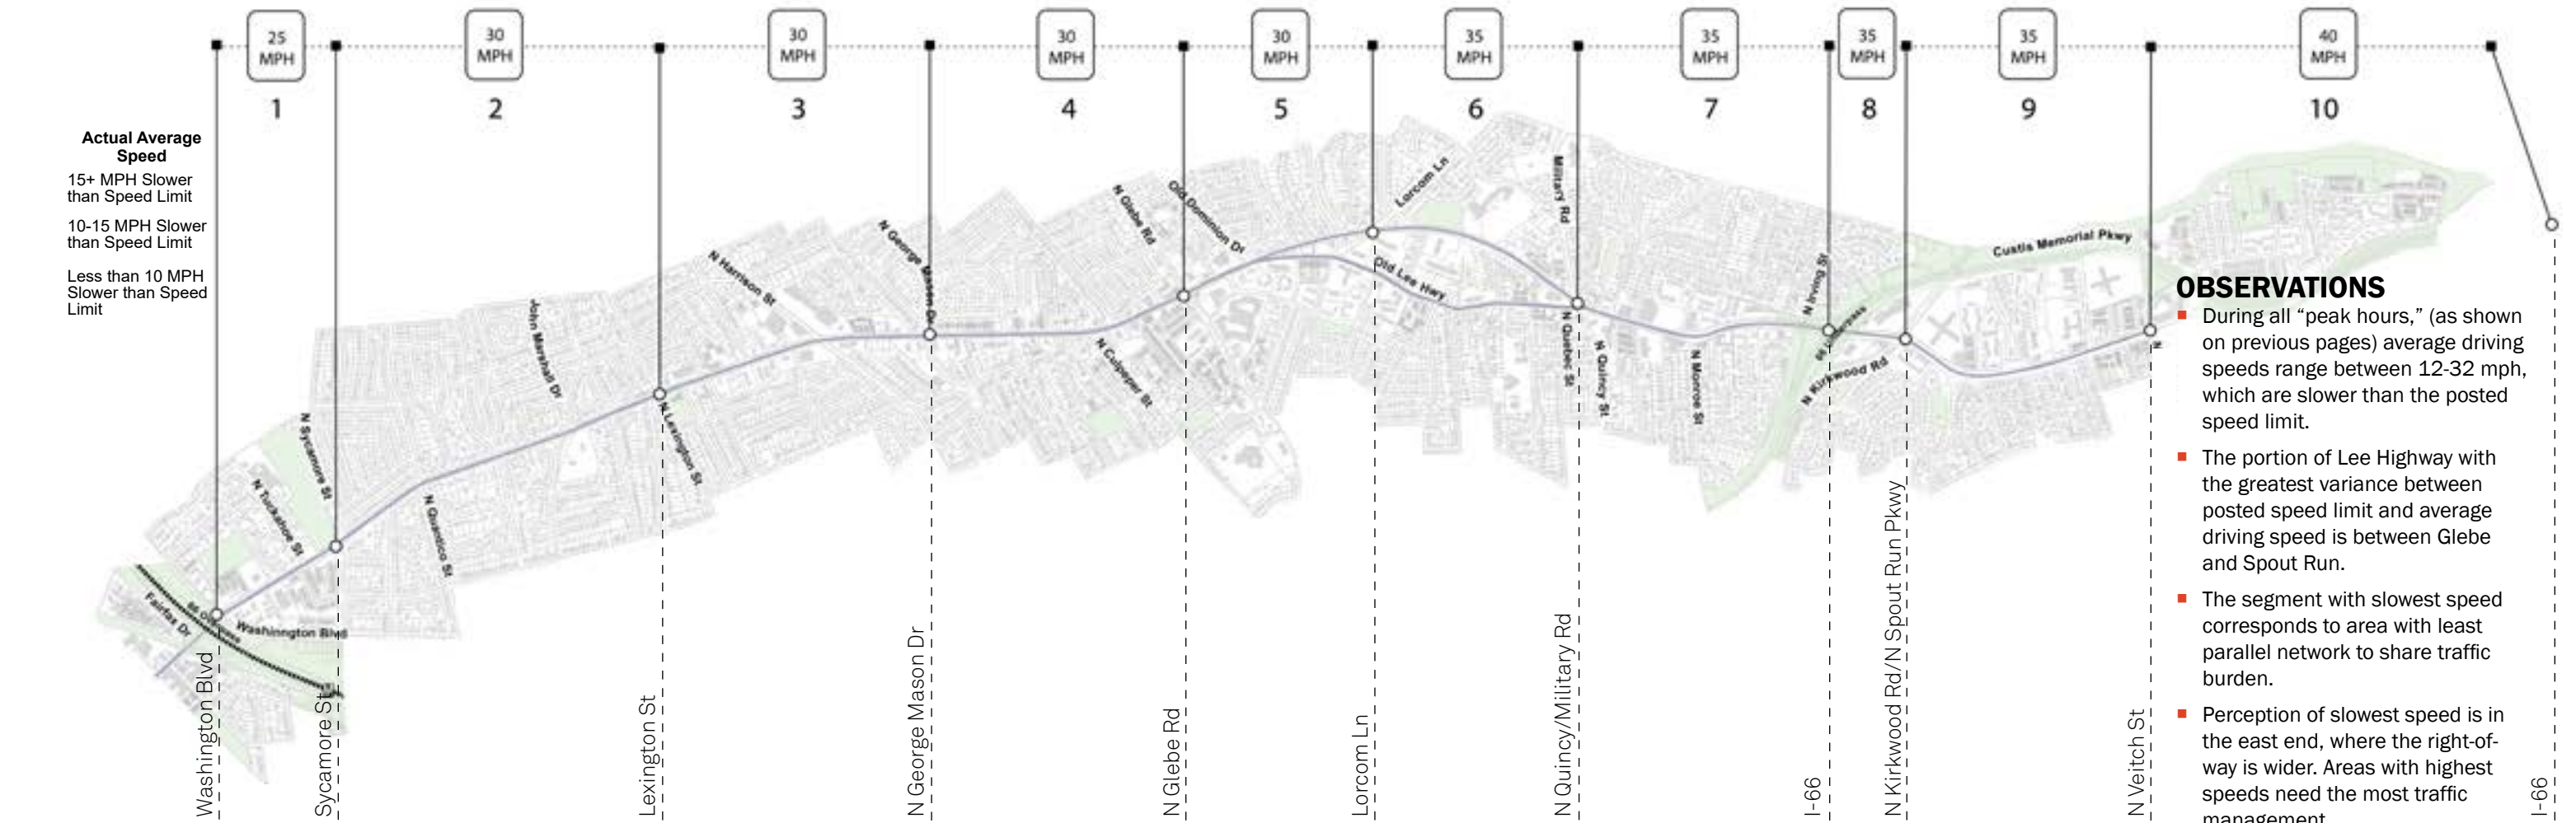 25
MPH
30
MPH
30
MPH
30
MPH
30
MPH
35
MPH
35
MPH
35
MPH
35
MPH
40
MPH
1
2
3
4
5
6
7
8
9
10
Actual Average
Speed
15+ MPH Slower
than Speed Limit
10-15 MPH Slower
than Speed Limit
Less than 10 MPH
Slower than Speed
Limit
Fairfax Dr
66 Overpass
Washinngton Blvd
N Tuckahoe St
N Sycamore St
N Quantico St
John Marshall Dr
N Lexington St
N Harrison St
N George Mason Dr
N Culpeper St
N Glebe Rd
Old Dominion Dr
Old Lee Hwy
Lorcom Ln
Military Rd
N Quebec St
N Quincy St
N Monroe St
N Irving St
N Kirkwood Rd
Custis Memorial Pkwy
N
Washington Blvd
Sycamore St
Lexington St
N George Mason Dr
N Glebe Rd
Lorcom Ln
N Quincy/Military Rd
I-66
N Kirkwood Rd/N Spout Run Pkwy
N Veitch St
I-66
OBSERVATIONS
During all “peak hours,” (as shown
on previous pages) average driving
speeds range between 12-32 mph,
which are slower than the posted
speed limit.
The portion of Lee Highway with
the greatest variance between
posted speed limit and average
driving speed is between Glebe
and Spout Run.
The segment with slowest speed
corresponds to area with least
parallel network to share traffic
burden.
Perception of slowest speed is in
the east end, where the right-of-
way is wider. Areas with highest
speeds need the most traffic
management